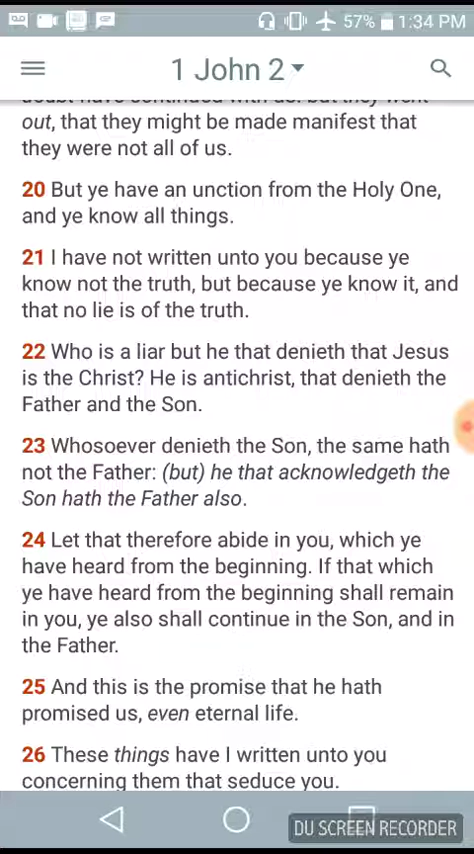 57% 1:34 PM
1 John 2
doubt have continued with us: but they went
out, that they might be made manifest that
they were not all of us.
20 But ye have an unction from the Holy One,
and ye know all things.
21 I have not written unto you because ye
know not the truth, but because ye know it, and
that no lie is of the truth.
22 Who is a liar but he that denieth that Jesus
is the Christ? He is antichrist, that denieth the
Father and the Son.
23 Whosoever denieth the Son, the same hath
not the Father: (but) he that acknowledgeth the
Son hath the Father also.
24 Let that therefore abide in you, which ye
have heard from the beginning. If that which
ye have heard from the beginning shall remain
in you, ye also shall continue in the Son, and in
the Father.
25 And this is the promise that he hath
promised us, even eternal life.
26 These things have I written unto you
concerning them that seduce you.
DU SCREEN RECORDER